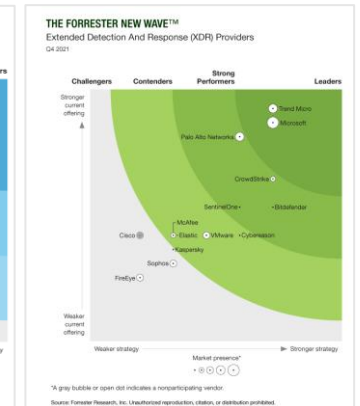 THE FORRESTER NEW WAVE™
Extended Detection And Response (XDR) Providers
Q4 2021
rs
Challengers
Contenders
Strong
Performers
Leaders
Stronger
current
offering
Trend Micro
Microsoft
Palo Alto Networks
CrowdStrike
SentinelOne
Bitdefender
McAfee
Cisco
Elastic
VMware
Cybereason
Kaspersky
Sophos
FireEye
Weaker
current
offering
y
Weaker strategy
Stronger strategy
Market presence*
*A gray bubble or open dot indicates a nonparticipating vendor.
Source: Forrester Research, Inc. Unauthorized reproduction, citation, or distribution prohibited.